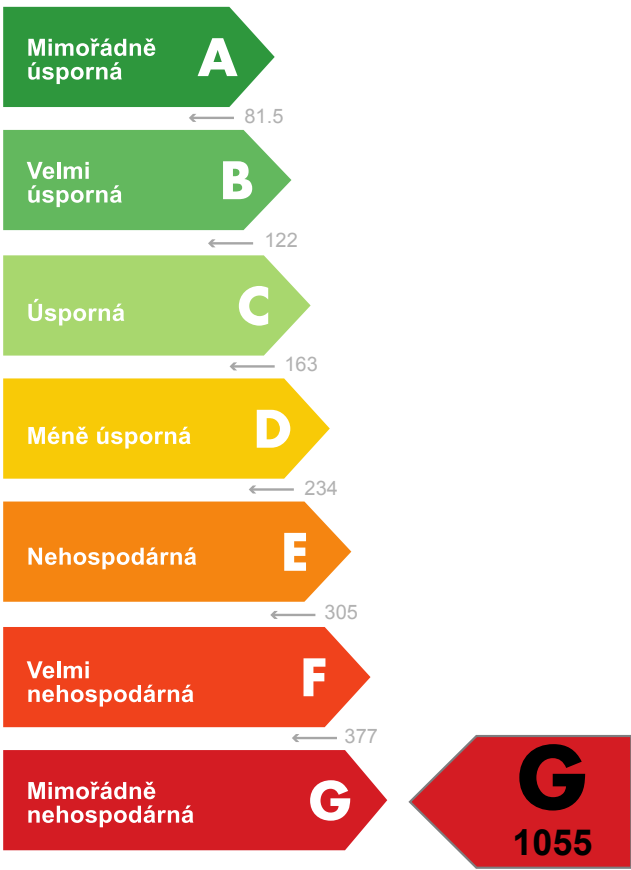 Mimořádně
úsporná
A
← 81.5
Velmi
úsporná
B
← 122
Úsporná
C
← 163
Méně úsporná
D
← 234
Nehospodárná
E
← 305
Velmi
nehospodárná
F
← 377
Mimořádně
nehospodárná
G
G
1055